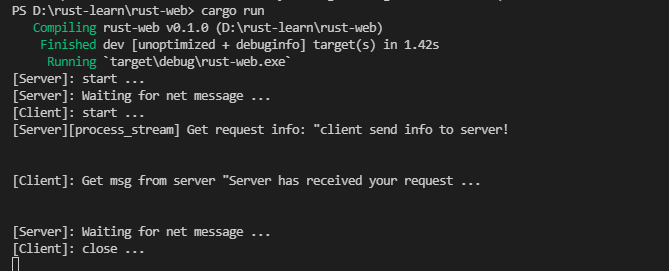 PS D:\rust-learn\rust-web> cargo run
Compiling rust-web v0.1.0 (D:\rust-learn\rust-web)
Finished dev [unoptimized + debuginfo] target(s) in 1.42s
Running `target\debug\rust-web.exe`
[Server]: start ...
[Server]: Waiting for net message ...
[Client]: start ...
[Server][process_stream] Get request info: "client send info to server!
[Client]: Get msg from server "Server has received your request ...
[Server]: Waiting for net message ...
[Client]: close ...